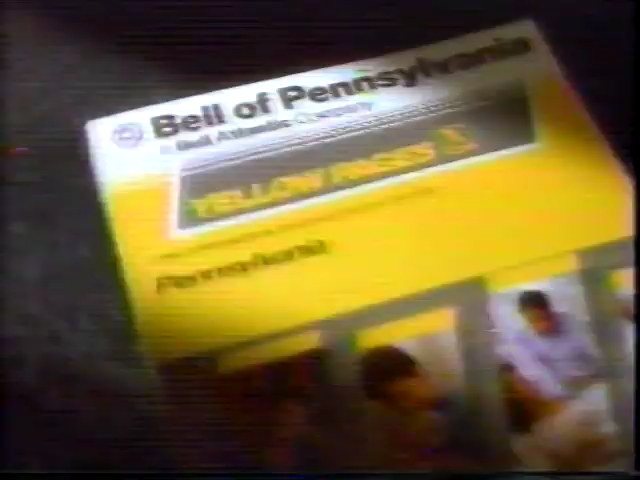 Bell of Pennsylvania
A Bell Atlantic Company
YELLOW PAGES
Pennsylvania